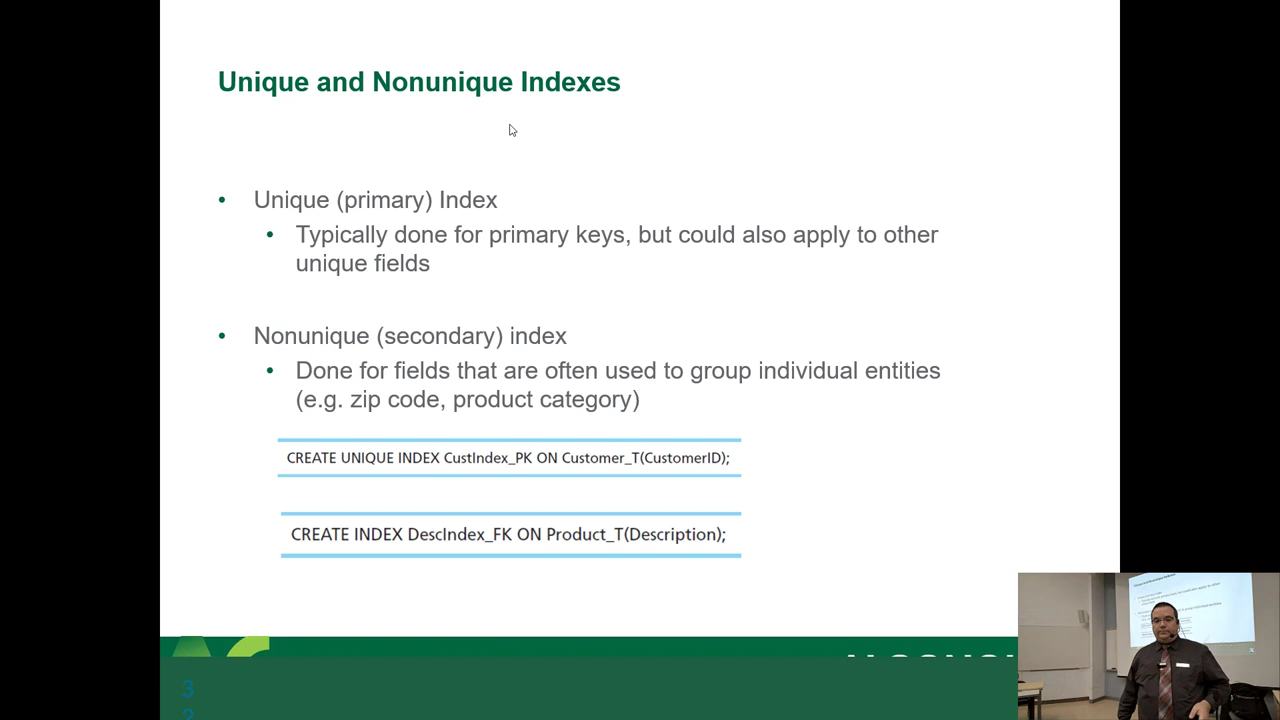 Unique and Nonunique Indexes
• Unique (primary) Index
• Typically done for primary keys, but could also apply to other
unique fields
• Nonunique (secondary) index
• Done for fields that are often used to group individual entities
(e.g. zip code, product category)
CREATE UNIQUE INDEX CustIndex_PK ON Customer_T(CustomerID);
CREATE INDEX DescIndex_FK ON Product_T(Description);
3